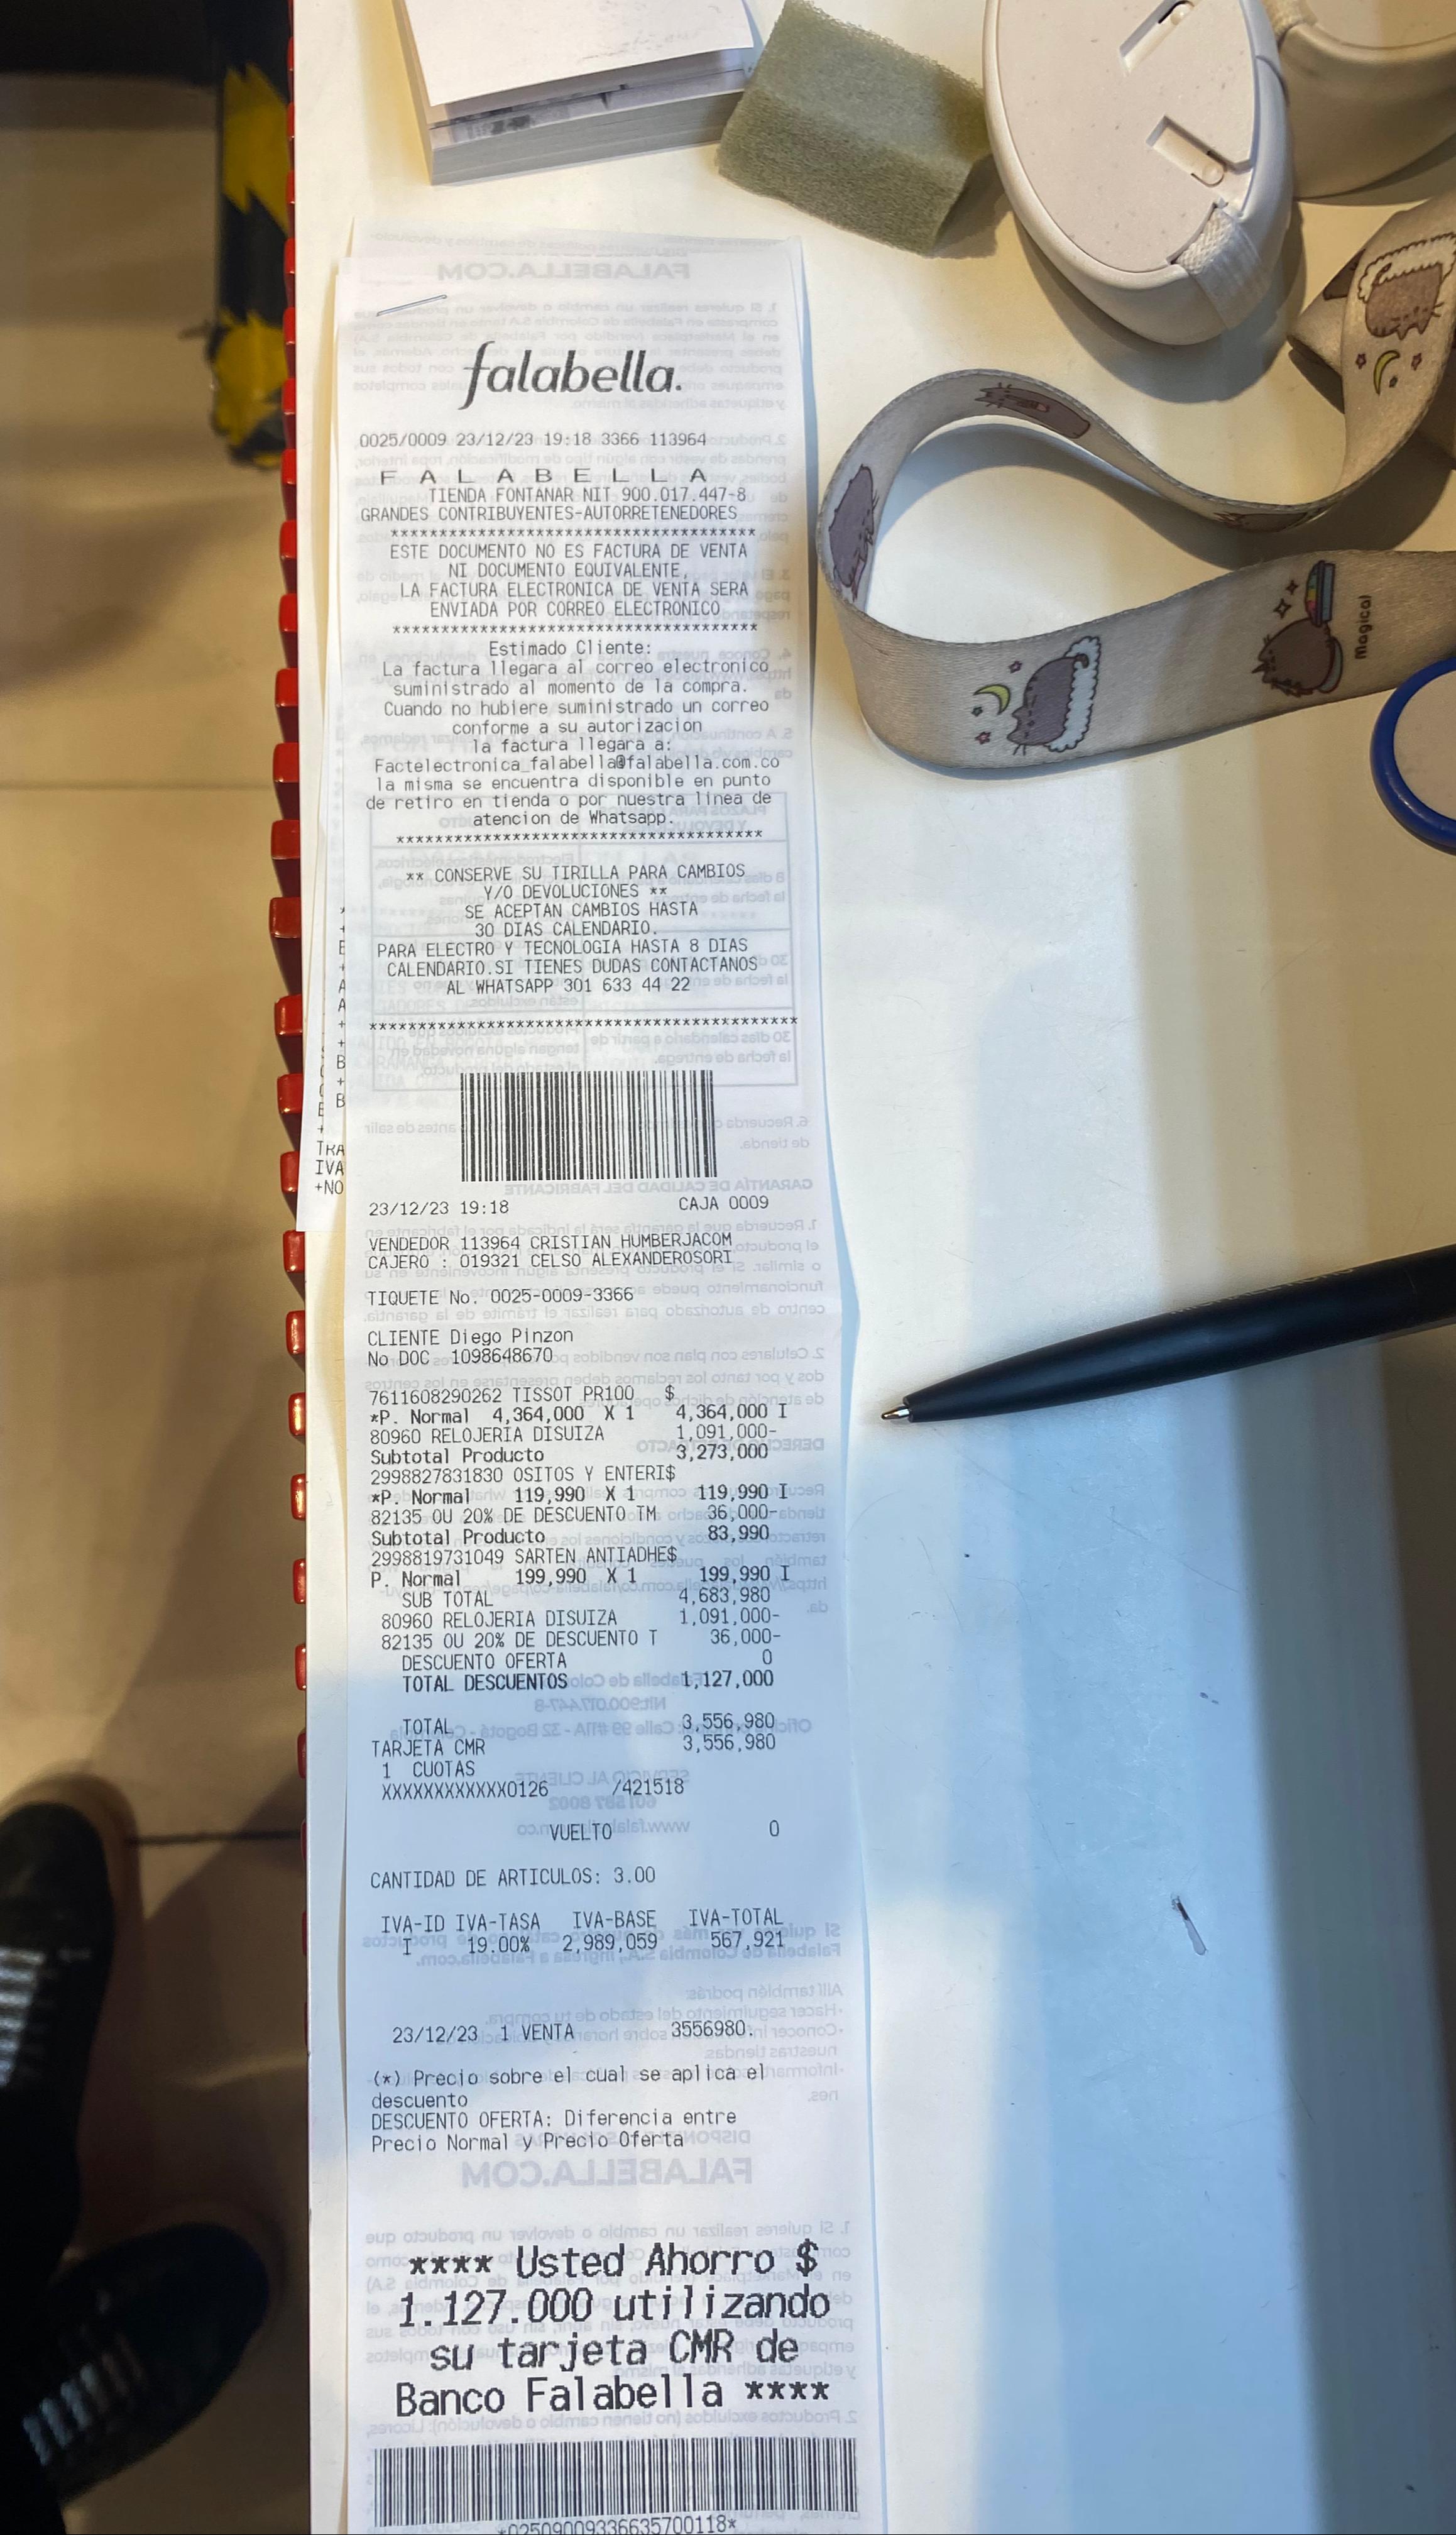 falabella.
0025/0009 23/12/23 19:18 3366 113964
F A L A B E L L A
TIENDA FONTANAR NIT 900.017.447-8
GRANDES CONTRIBUYENTES-AUTORRETENEDORES
**************************************
ESTE DOCUMENTO NO ES FACTURA DE VENTA
NI DOCUMENTO EQUIVALENTE,
LA FACTURA ELECTRONICA DE VENTA SERA
ENVIADA POR CORREO ELECTRONICO
**************************************
Estimado Cliente:
La factura llegara al correo electronico
suministrado al momento de la compra.
Cuando no hubiere suministrado un correo
conforme a su autorizacion
la factura llegara a:
Factelectronica_falabella@falabella.com.co
la misma se encuentra disponible en punto
de retiro en tienda o por nuestra linea de
atencion de Whatsapp.
**************************************
** CONSERVE SU TIRILLA PARA CAMBIOS
Y/O DEVOLUCIONES **
SE ACEPTAN CAMBIOS HASTA
30 DIAS CALENDARIO.
PARA ELECTRO Y TECNOLOGIA HASTA 8 DIAS
CALENDARIO.SI TIENES DUDAS CONTACTANOS
AL WHATSAPP 301 633 44 22
********************************************
23/12/23 19:18 CAJA 0009
VENDEDOR 113964 CRISTIAN HUMBERJACOM
CAJERO : 019321 CELSO ALEXANDEROSORI
TIQUETE No. 0025-0009-3366
CLIENTE Diego Pinzon
No DOC 1098648670
7611608290262 TISSOT PR100 $
*P. Normal 4,364,000 X 1 4,364,000 I
80960 RELOJERIA DISUIZA 1,091,000-
Subtotal Producto 3,273,000
2998827831830 OSITOS Y ENTERI$
*P. Normal 119,990 X 1 119,990 I
82135 OU 20% DE DESCUENTO TM 36,000-
Subtotal Producto 83,990
2998819731049 SARTEN ANTIADHE$
P. Normal 199,990 X 1 199,990 I
SUB TOTAL 4,683,980
80960 RELOJERIA DISUIZA 1,091,000-
82135 OU 20% DE DESCUENTO T 36,000-
DESCUENTO OFERTA 0
TOTAL DESCUENTOS 1,127,000
TOTAL 3,556,980
TARJETA CMR 3,556,980
1 CUOTAS
XXXXXXXXXXXX0126 /421518
VUELTO 0
CANTIDAD DE ARTICULOS: 3.00
IVA-ID IVA-TASA IVA-BASE IVA-TOTAL
I 19.00% 2,989,059 567,921
23/12/23 1 VENTA 3556980.
(*) Precio sobre el cual se aplica el
descuento
DESCUENTO OFERTA: Diferencia entre
Precio Normal y Precio Oferta
**** Usted Ahorro $
1.127.000 utilizando
su tarjeta CMR de
Banco Falabella ****
*02509009336635700118*
TRA
IVA
+NO
Magical